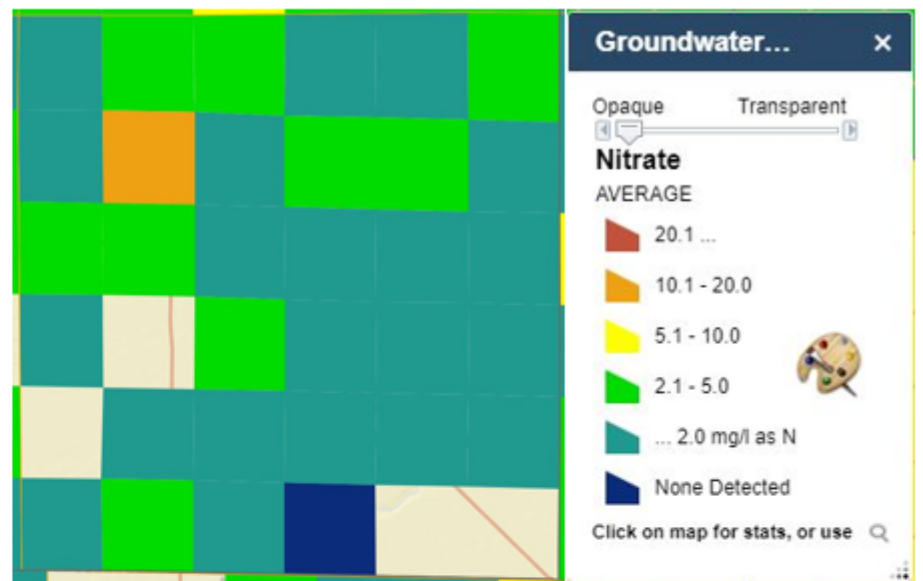 Groundwater... ×
Opaque Transparent
Nitrate
AVERAGE
20.1 ...
10.1 - 20.0
5.1 - 10.0
2.1 - 5.0
... 2.0 mg/l as N
None Detected
Click on map for stats, or use